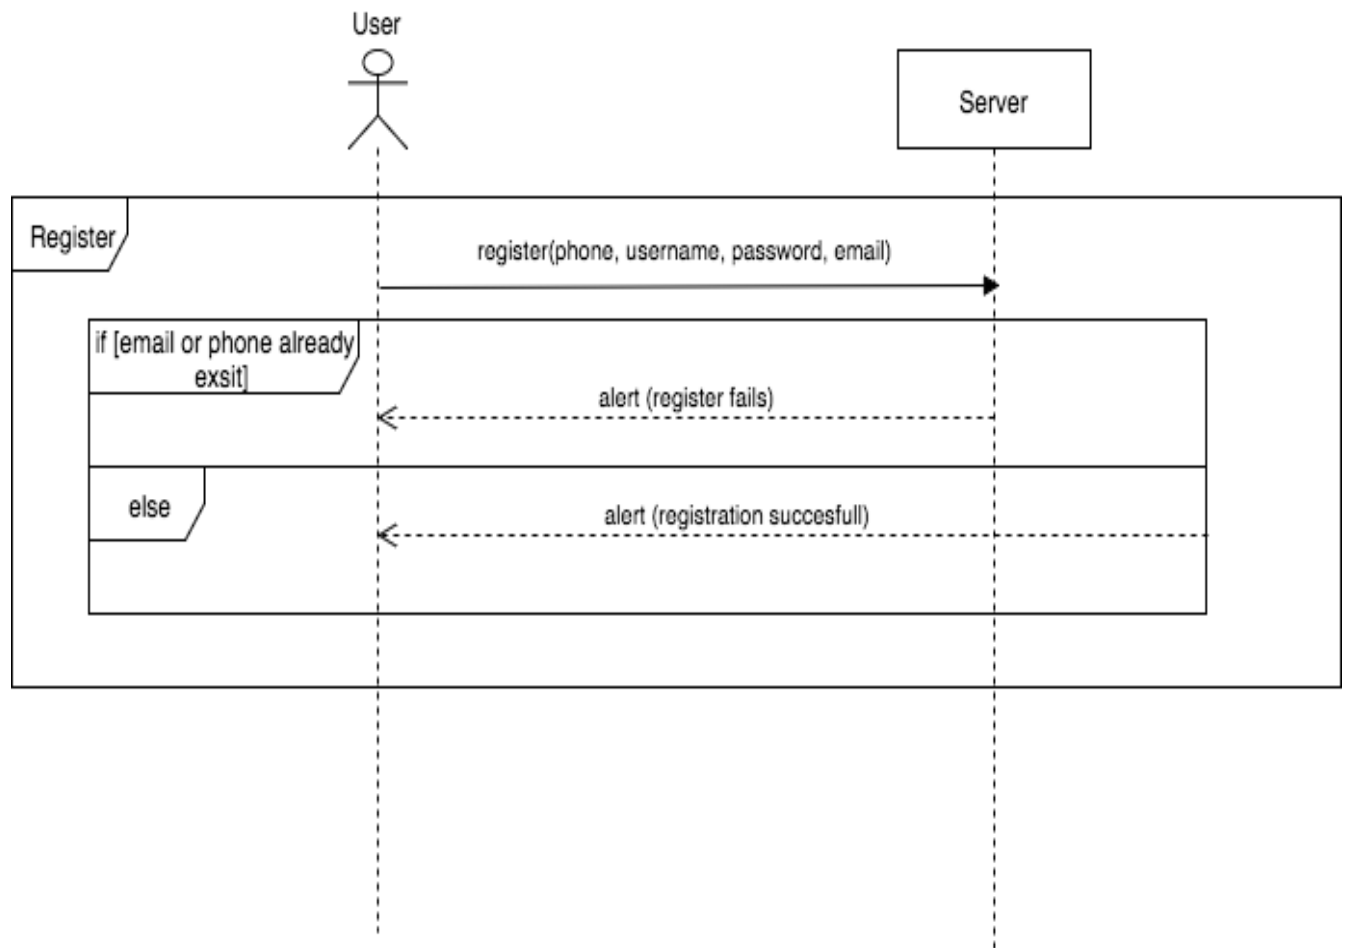 User
Server
Register
register(phone, username, password, email)
if [email or phone already
exsit]
alert (register fails)
else
alert (registration succesfull)